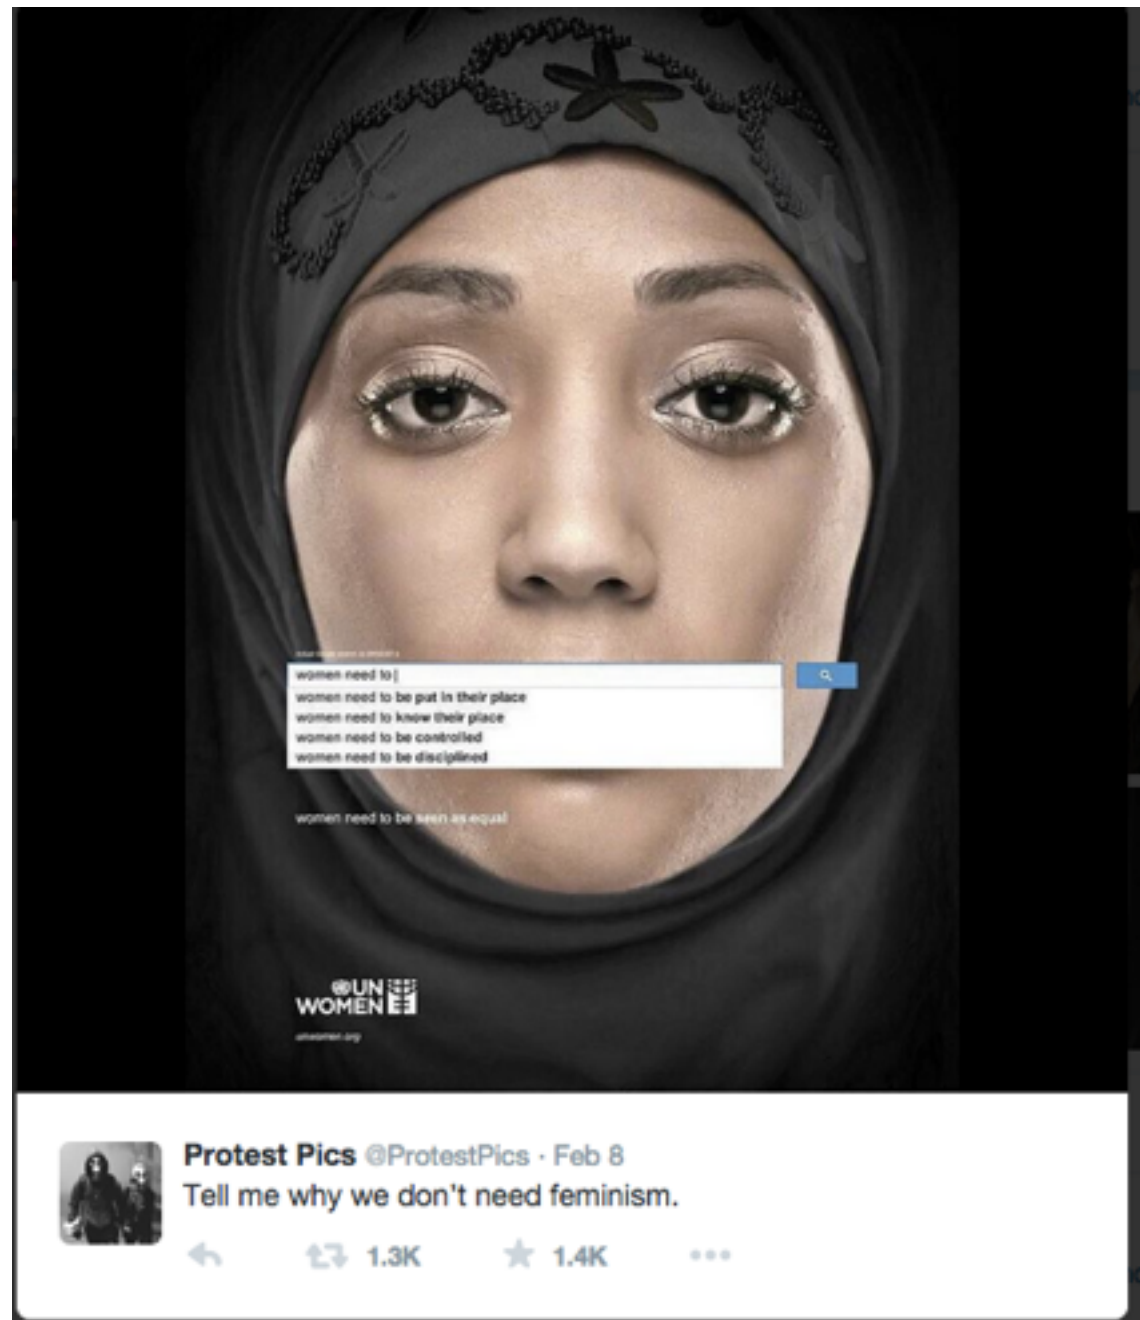 women need to
women need to be put in their place
women need to know their place
women need to be controlled
women need to be disciplined
women need to be seen as equal
UN
WOMEN
unwomen.org
Protest Pics @ProtestPics · Feb 8
Tell me why we don't need feminism.
1.3K 1.4K